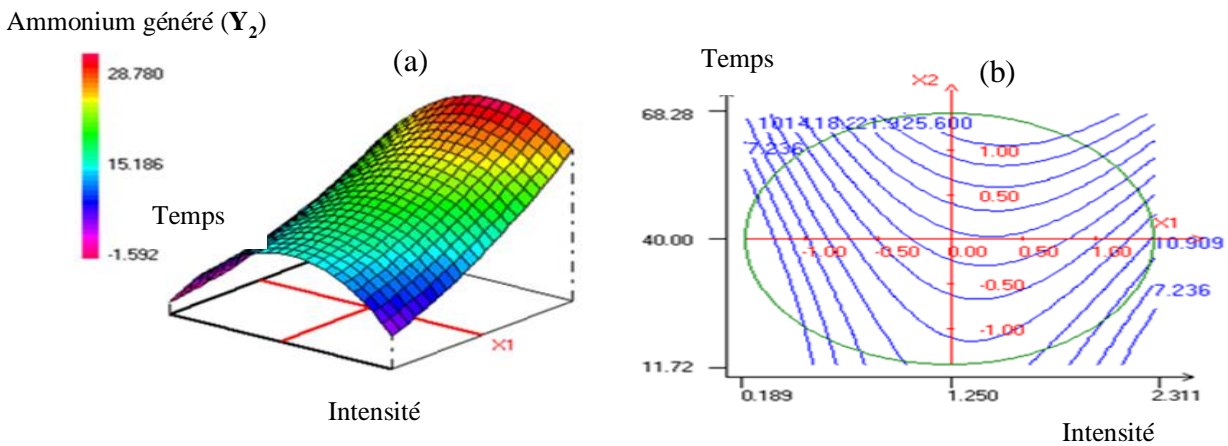 Ammonium généré (Y2)
28.780
15.186
-1.592
(a)
Temps
X1
Intensité
Temps
(b)
X2
68.28
40.00
11.72
25.600
7.236
1.00
0.50
X1
-1.00
-0.50
0.00
0.50
1.00
10.909
-0.50
7.236
-1.00
0.189
1.250
2.311
Intensité